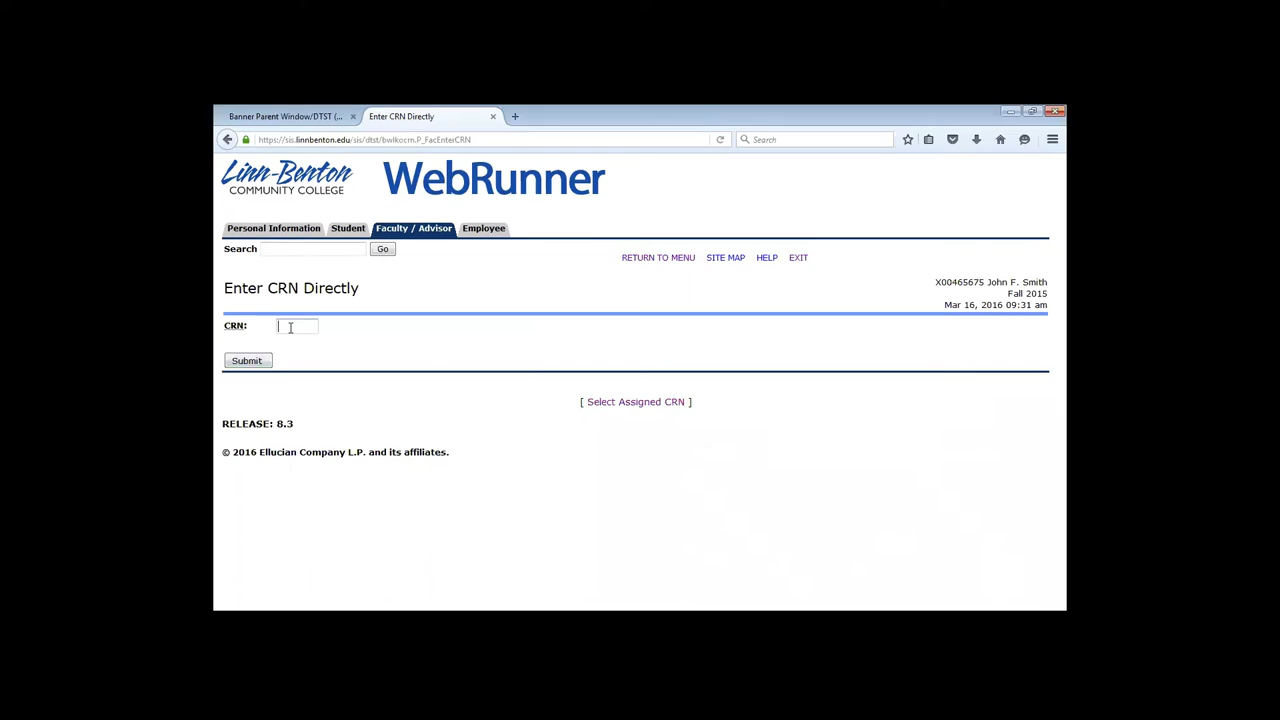 Banner Parent Window/DTST (...
Enter CRN Directly
https://sis.linnbenton.edu/sis/dtst/bwlkocrn.P_FacEnterCRN
Search
Linn-Benton
COMMUNITY COLLEGE
WebRunner
Personal Information
Student
Faculty / Advisor
Employee
Search
Go
RETURN TO MENU
SITE MAP
HELP
EXIT
Enter CRN Directly
X00465675 John F. Smith
Fall 2015
Mar 16, 2016 09:31 am
CRN:
Submit
[ Select Assigned CRN ]
RELEASE: 8.3
© 2016 Ellucian Company L.P. and its affiliates.